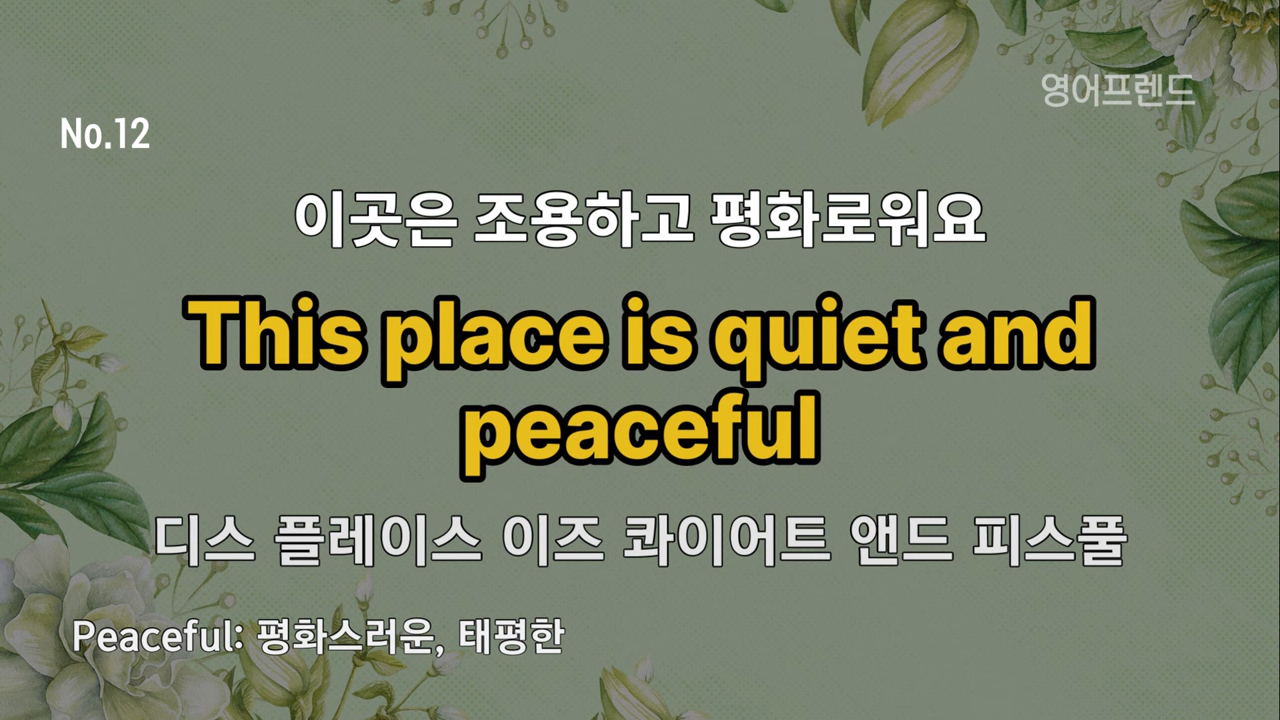 영어프렌드
No.12
이곳은 조용하고 평화로워요
This place is quiet and
peaceful
디스 플레이스 이즈 콰이어트 앤드 피스풀
Peaceful: 평화스러운, 태평한